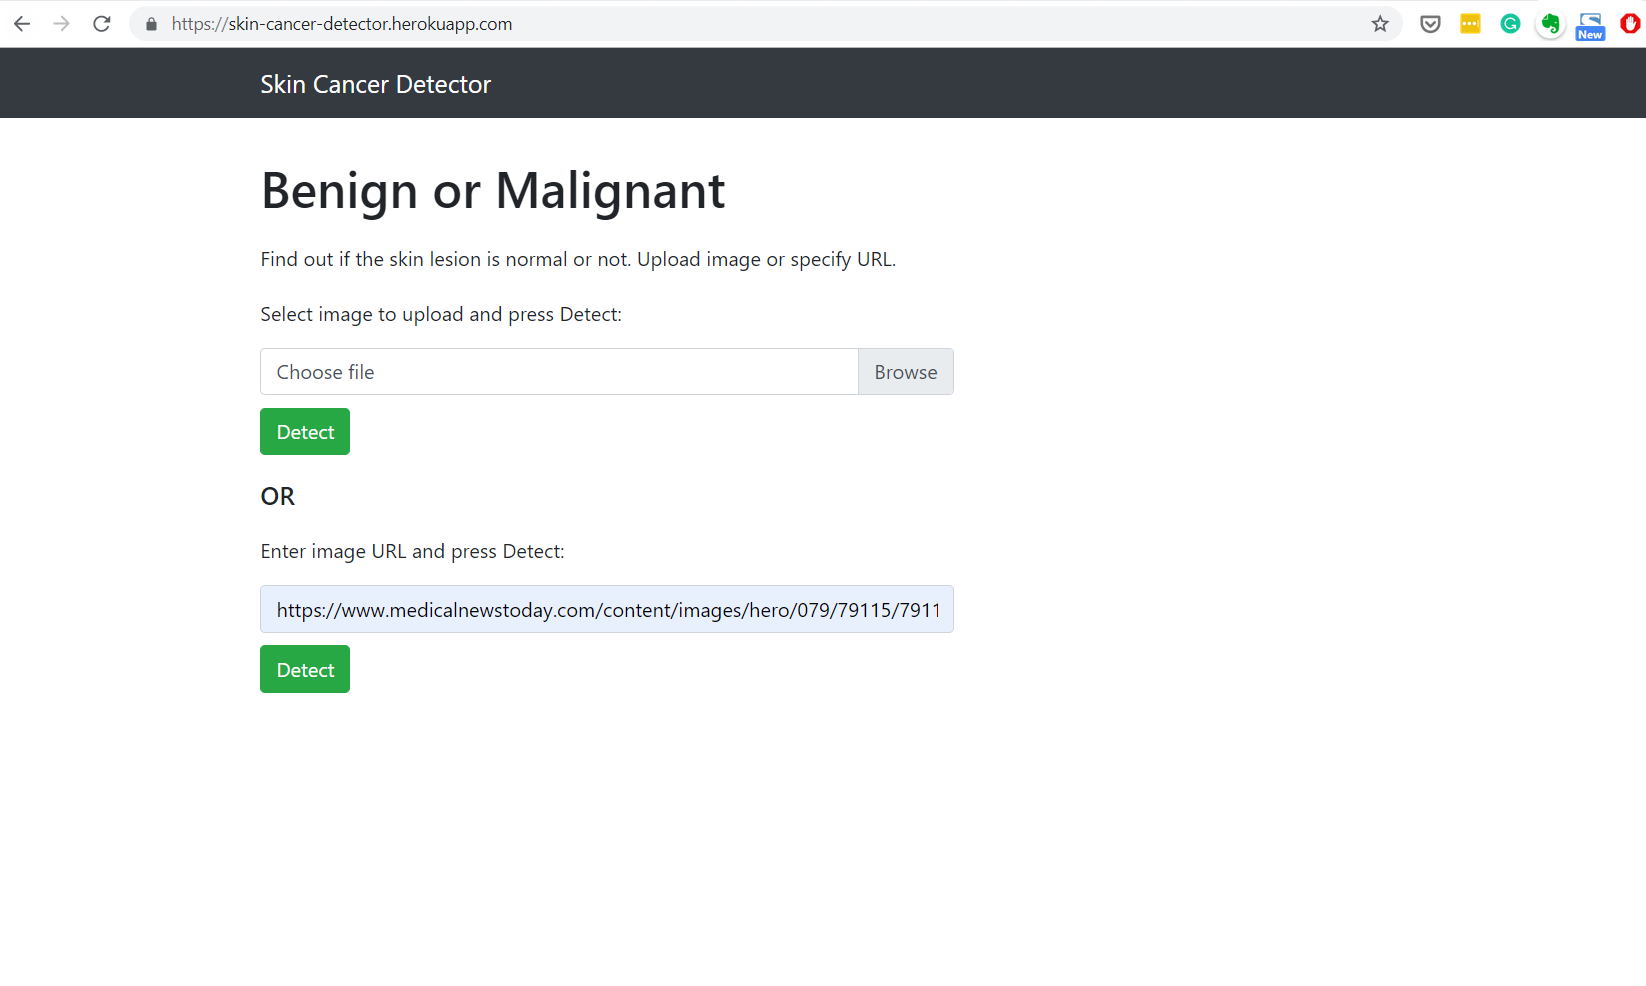 https://skin-cancer-detector.herokuapp.com
New
Skin Cancer Detector
Benign or Malignant
Find out if the skin lesion is normal or not. Upload image or specify URL.
Select image to upload and press Detect:
Choose file Browse
Detect
OR
Enter image URL and press Detect:
https://www.medicalnewstoday.com/content/images/hero/079/79115/7911
Detect